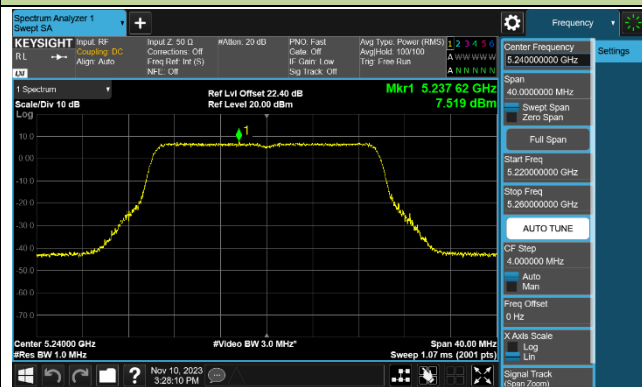 Spectrum Analyzer 1
Swept SA
Frequency
KEYSIGHT
Input: RF
Coupling: DC
Align: Auto
Input Z: 50 Ω
Corrections: Off
Freq Ref: Int (S)
NFE: Off
#Atten: 20 dB
PNO: Fast
Gate: Off
IF Gain: Low
Sig Track: Off
Avg Type: Power (RMS)
Avg|Hold: 100/100
Trig: Free Run
1 2 3 4 5 6
A W W W W W
A N N N N N
RL
LXI
1 Spectrum
Scale/Div 10 dB
Ref Lvl Offset 22.40 dB
Ref Level 20.00 dBm
Mkr1 5.237 62 GHz
7.519 dBm
Log
1
10.0
0.00
-10.0
-20.0
-30.0
-40.0
-50.0
-60.0
-70.0
Center 5.24000 GHz
#Video BW 3.0 MHz*
Span 40.00 MHz
#Res BW 1.0 MHz
Sweep 1.07 ms (2001 pts)
Nov 10, 2023
3:28:10 PM
Center Frequency
5.240000000 GHz
Settings
Span
40.0000000 MHz
Swept Span
Zero Span
Full Span
Start Freq
5.220000000 GHz
Stop Freq
5.260000000 GHz
AUTO TUNE
CF Step
4.000000 MHz
Auto
Man
Freq Offset
0 Hz
X Axis Scale
Log
Lin
Signal Track
(Span Zoom)